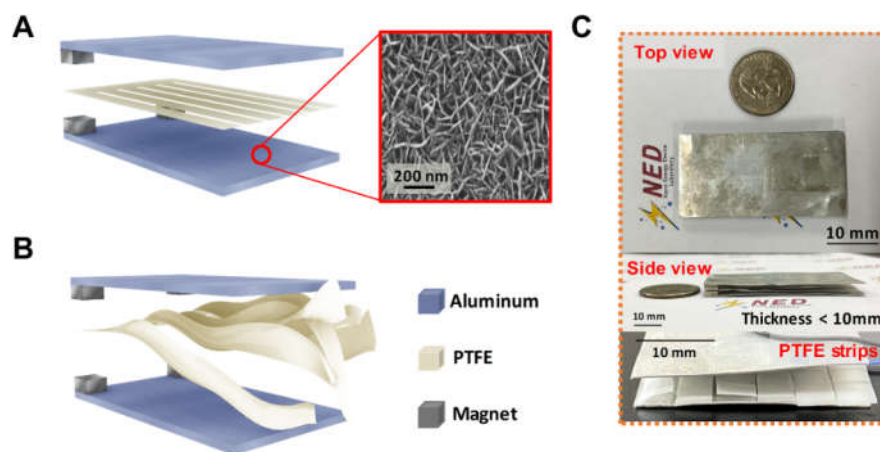 A
200 nm
B
Aluminum
PTFE
Magnet
C
Top view
NED
10 mm
Side view
NED
10 mm
Thickness < 10mm
10 mm
PTFE strips